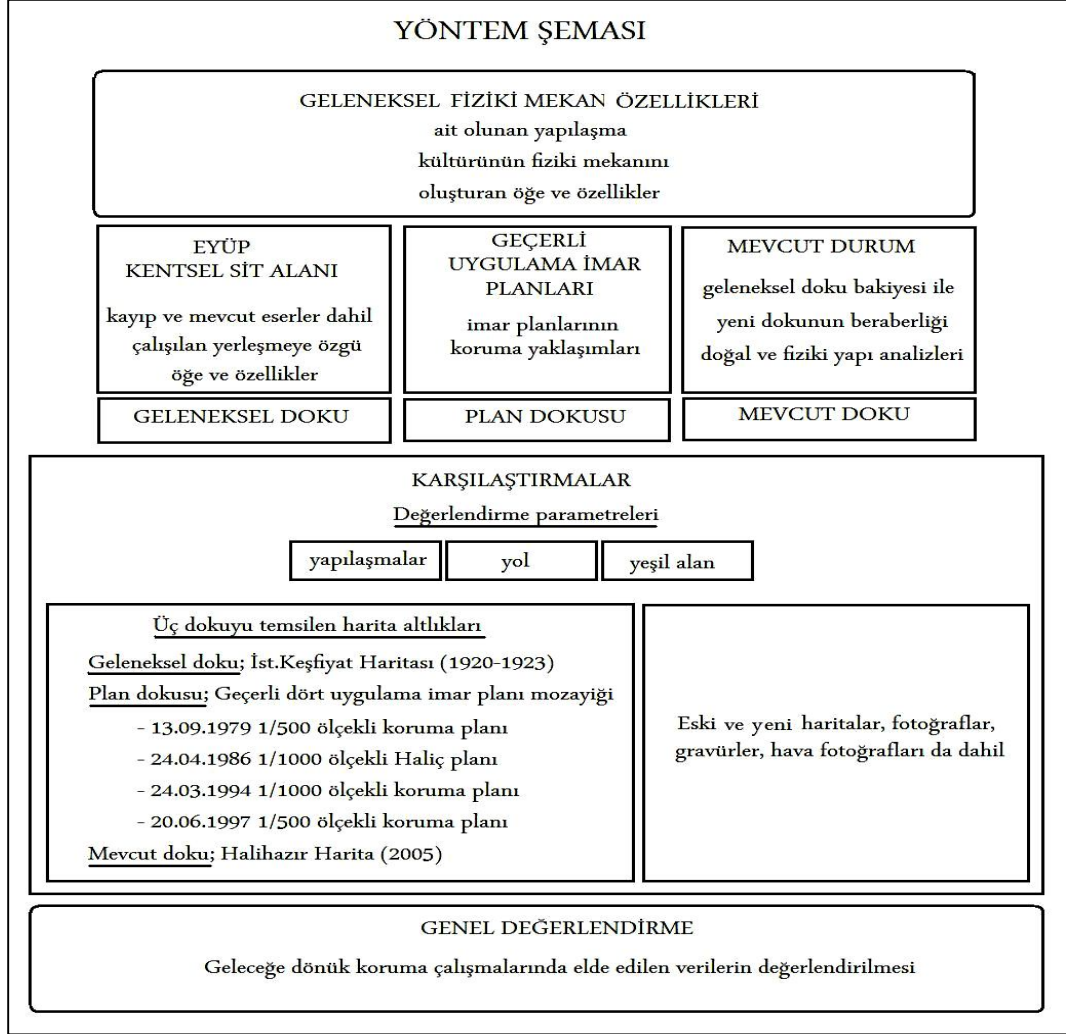 YÖNTEM ŞEMASI
GELENEKSEL FİZİKİ MEKAN ÖZELLİKLERİ
ait olunan yapılaşma
kültürünün fiziki mekanını
oluşturan öğe ve özellikler
EYÜP
KENTSEL SİT ALANI
kayıp ve mevcut eserler dahil
çalışılan yerleşmeye özgü
öğe ve özellikler
GELENEKSEL DOKU
GEÇERLİ
UYGULAMA İMAR
PLANLARI
imar planlarının
koruma yaklaşımları
PLAN DOKUSU
MEVCUT DURUM
geleneksel doku bakiyesi ile
yeni dokunun beraberliği
doğal ve fiziki yapı analizleri
MEVCUT DOKU
KARŞILAŞTIRMALAR
Değerlendirme parametreleri
yapılaşmalar
yol
yeşil alan
Üç dokuyu temsilen harita altlıkları
Geleneksel doku; İst.Keşfiyat Haritası (1920-1923)
Plan dokusu; Geçerli dört uygulama imar planı mozayiği
- 13.09.1979 1/500 ölçekli koruma planı
- 24.04.1986 1/1000 ölçekli Haliç planı
- 24.03.1994 1/1000 ölçekli koruma planı
- 20.06.1997 1/500 ölçekli koruma planı
Mevcut doku; Halihazır Harita (2005)
Eski ve yeni haritalar, fotoğraflar,
gravürler, hava fotoğrafları da dahil
GENEL DEĞERLENDİRME
Geleceğe dönük koruma çalışmalarında elde edilen verilerin değerlendirilmesi